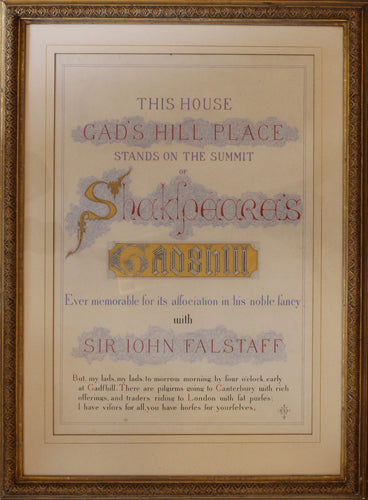 THIS HOUSE
GAD'S HILL PLACE
STANDS ON THE SUMMIT
OF
Shakſpeare's
Gadshill
Ever memorable for its aſsociation in his noble fancy
with
SIR IOHN FALSTAFF
But, my lads, my lads, to morrow morning by four o'clock, early
at Gadſhill. There are pilgrims going to Canterbury with rich
offerings, and traders riding to London with fat purſes:
I have viſors for all, you have horſes for yourſelves,